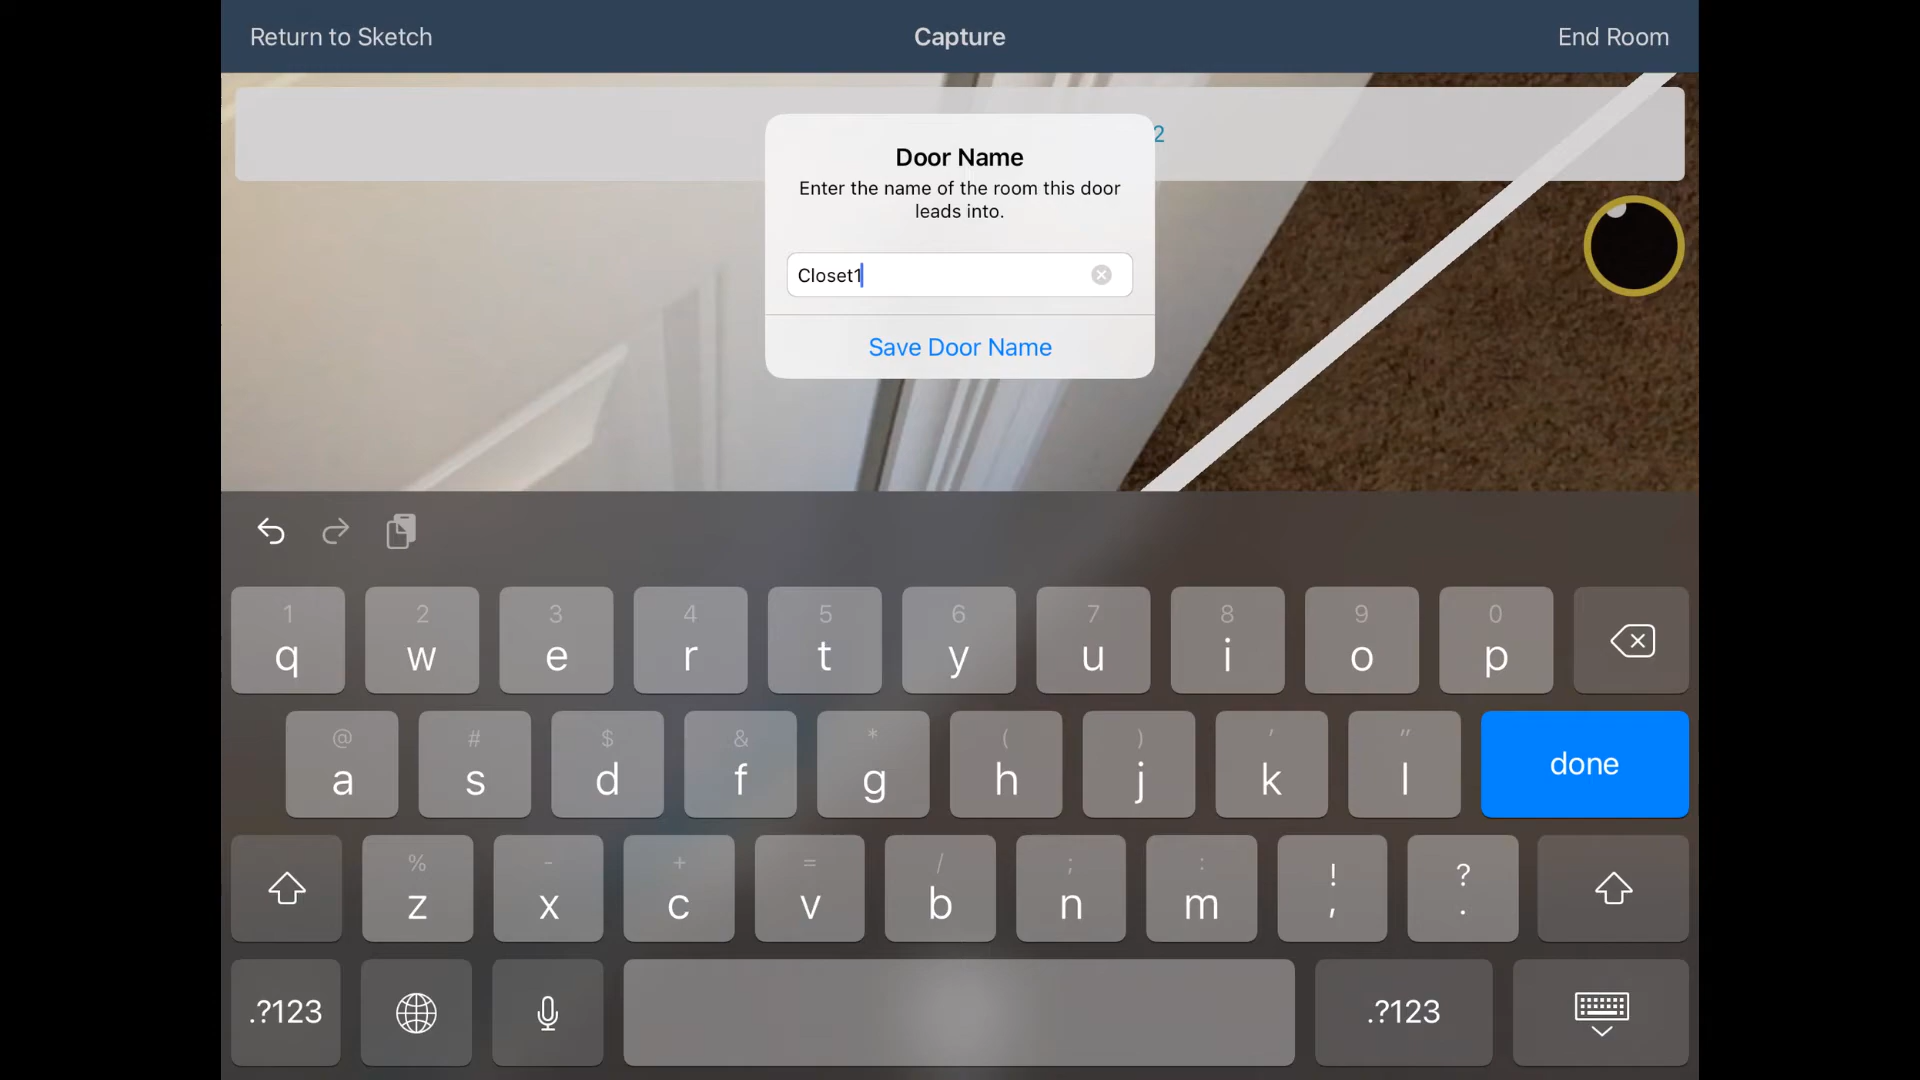 Return to Sketch
Capture
End Room
2
Door Name
Enter the name of the room this door
leads into.
Closet1
Save Door Name
1 2 3 4 5 6 7 8 9 0
q w e r t y u i o p
@ # $ & * ( ) ' "
a s d f g h j k l done
% - + = / ; : ! ?
z x c v b n m , .
.?123 .?123